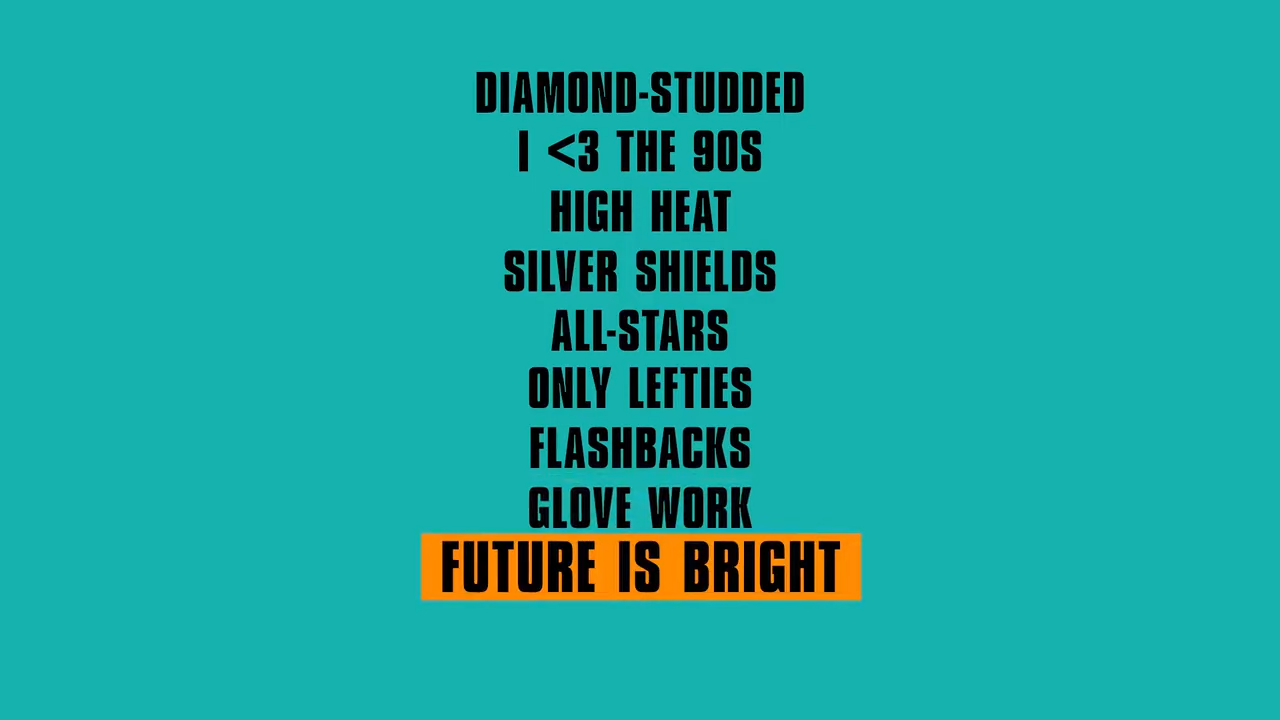 DIAMOND-STUDDED
I <3 THE 90S
HIGH HEAT
SILVER SHIELDS
ALL-STARS
ONLY LEFTIES
FLASHBACKS
GLOVE WORK
FUTURE IS BRIGHT